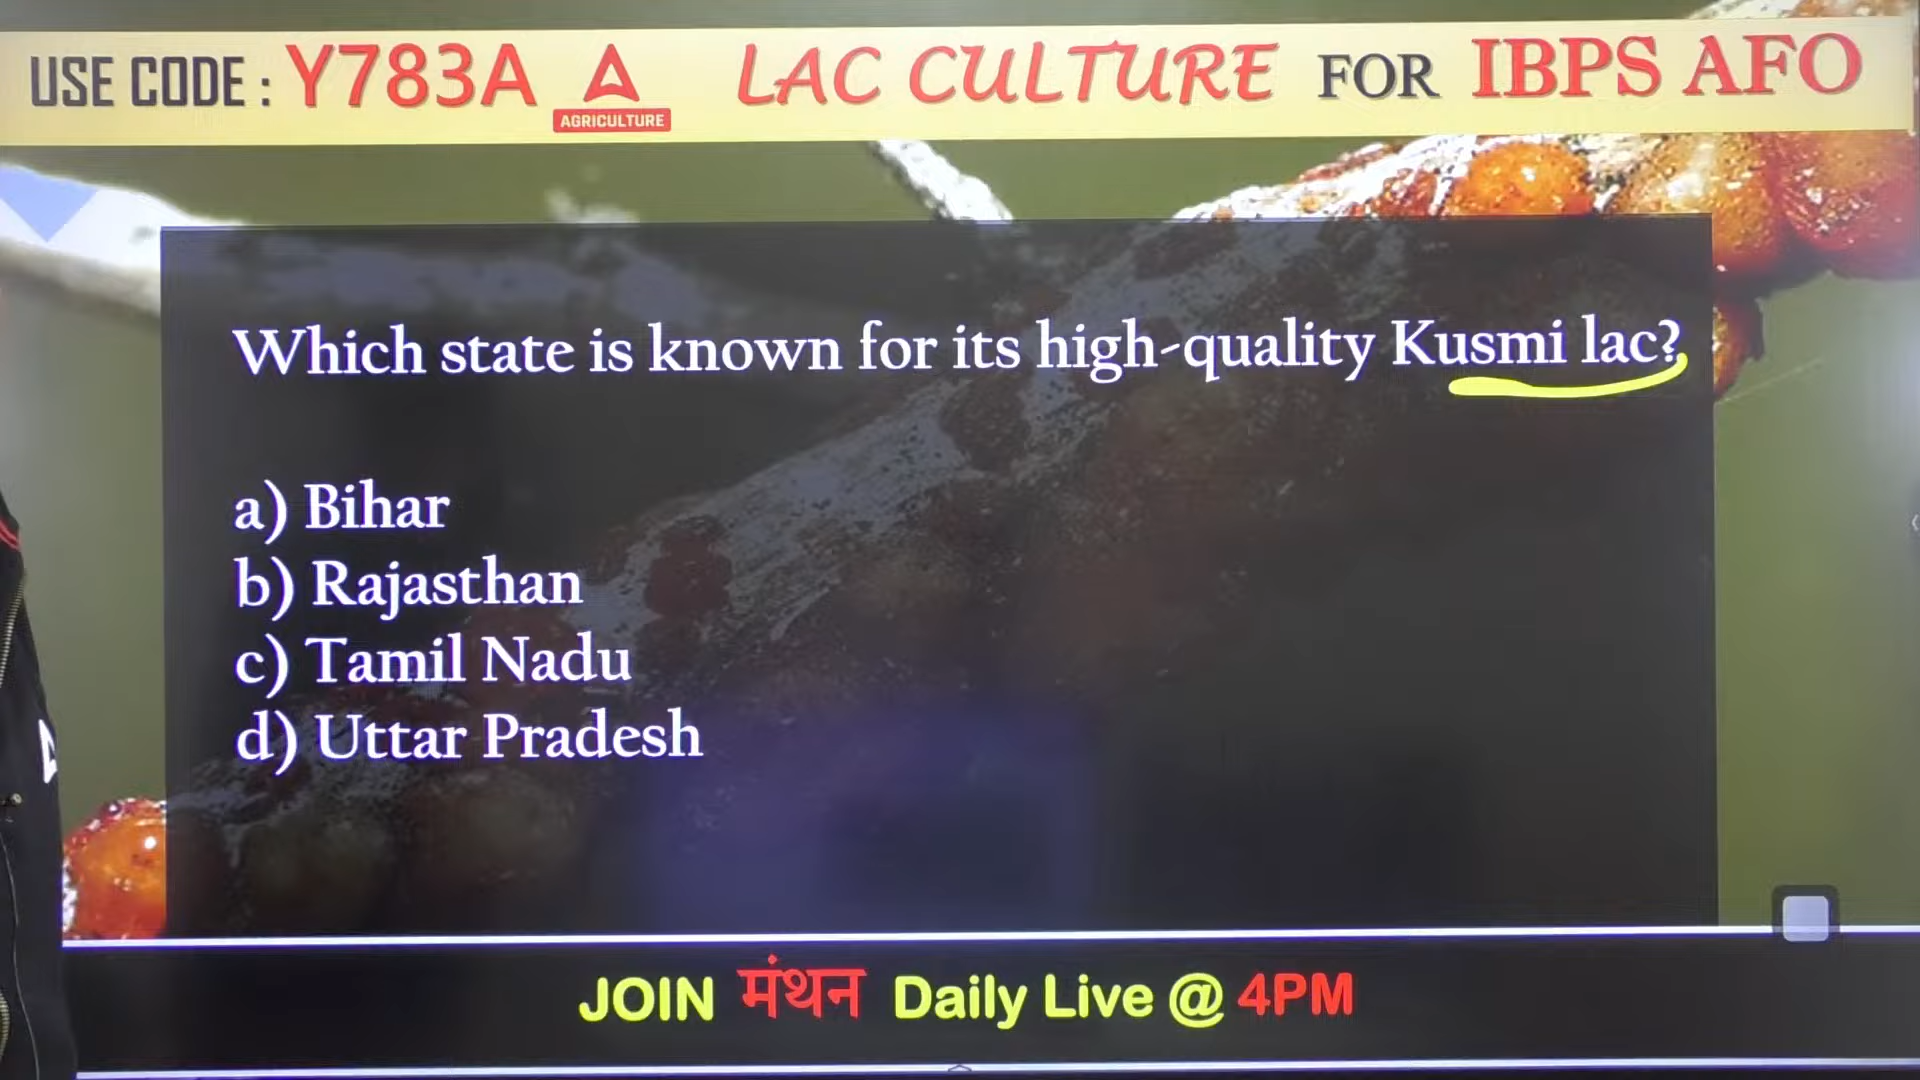 USE CODE : Y783A AGRICULTURE LAC CULTURE FOR IBPS AFO
Which state is known for its high-quality Kusmi lac?
a) Bihar
b) Rajasthan
c) Tamil Nadu
d) Uttar Pradesh
JOIN मंथन Daily Live @ 4PM